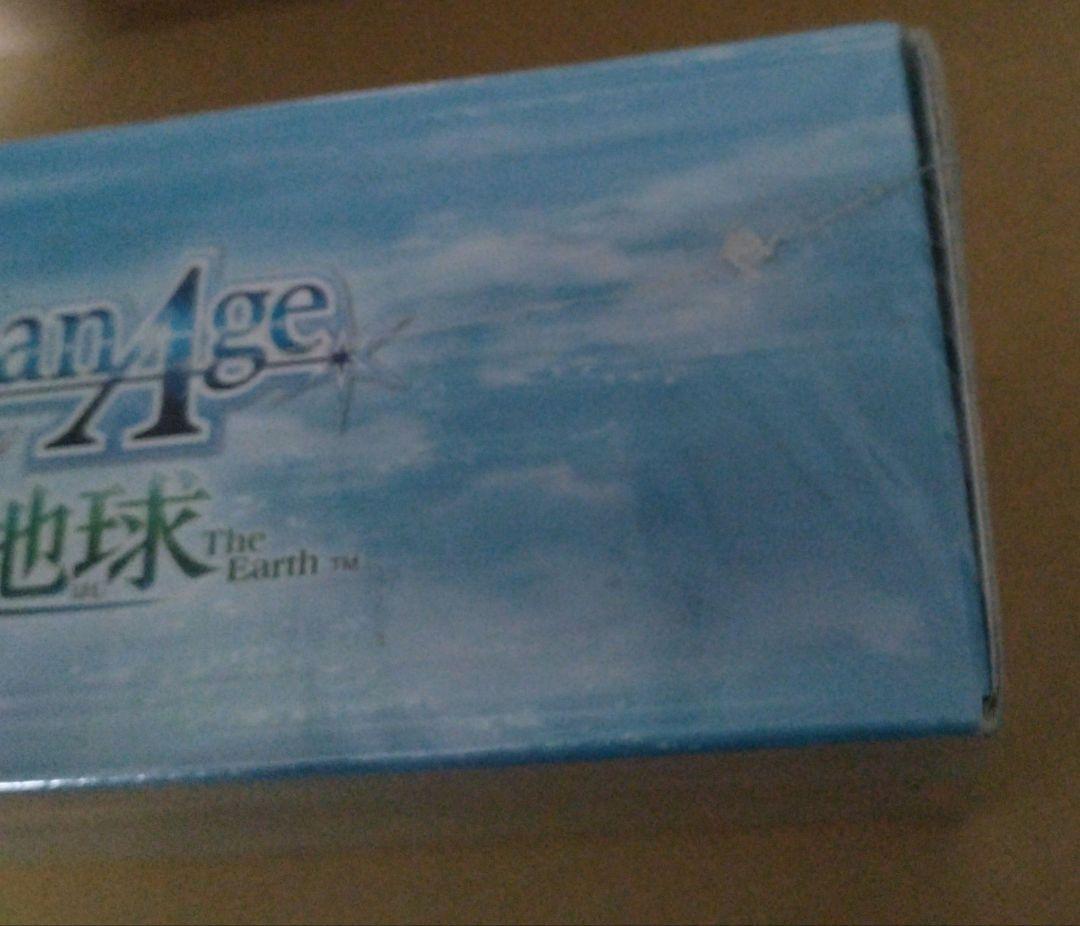 anAge
地球 The
Earth ™